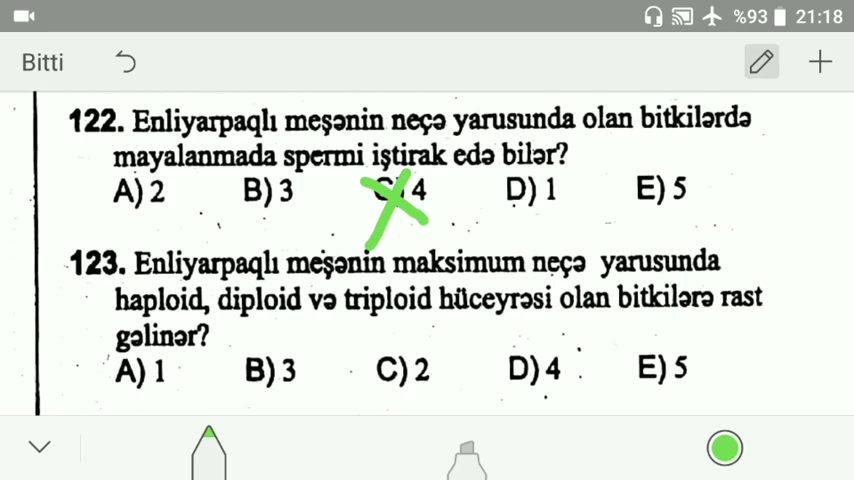 %93 21:18
Bitti
122. Enliyarpaqlı meşənin neçə yarusunda olan bitkilərdə
mayalanmada spermi iştirak edə bilər?
A) 2 B) 3 C) 4 D) 1 E) 5
123. Enliyarpaqlı meşənin maksimum neçə yarusunda
haploid, diploid və triploid hüceyrəsi olan bitkilərə rast
gəlinər?
A) 1 B) 3 C) 2 D) 4 E) 5